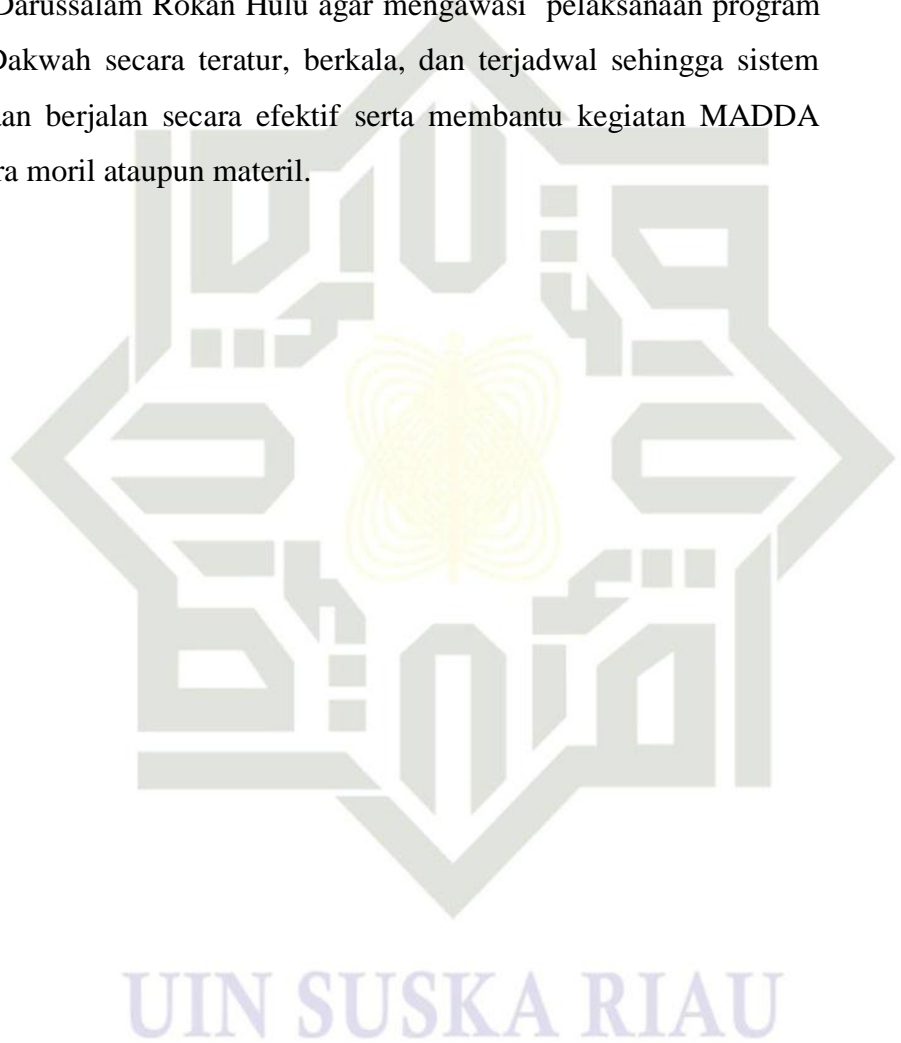 Darussalam Rokan Hulu agar mengawasi pelaksanaan program
Dakwah secara teratur, berkala, dan terjadwal sehingga sistem
berjalan secara efektif serta membantu kegiatan MADDA
moril ataupun materil.
UIN SUSKA RIAU